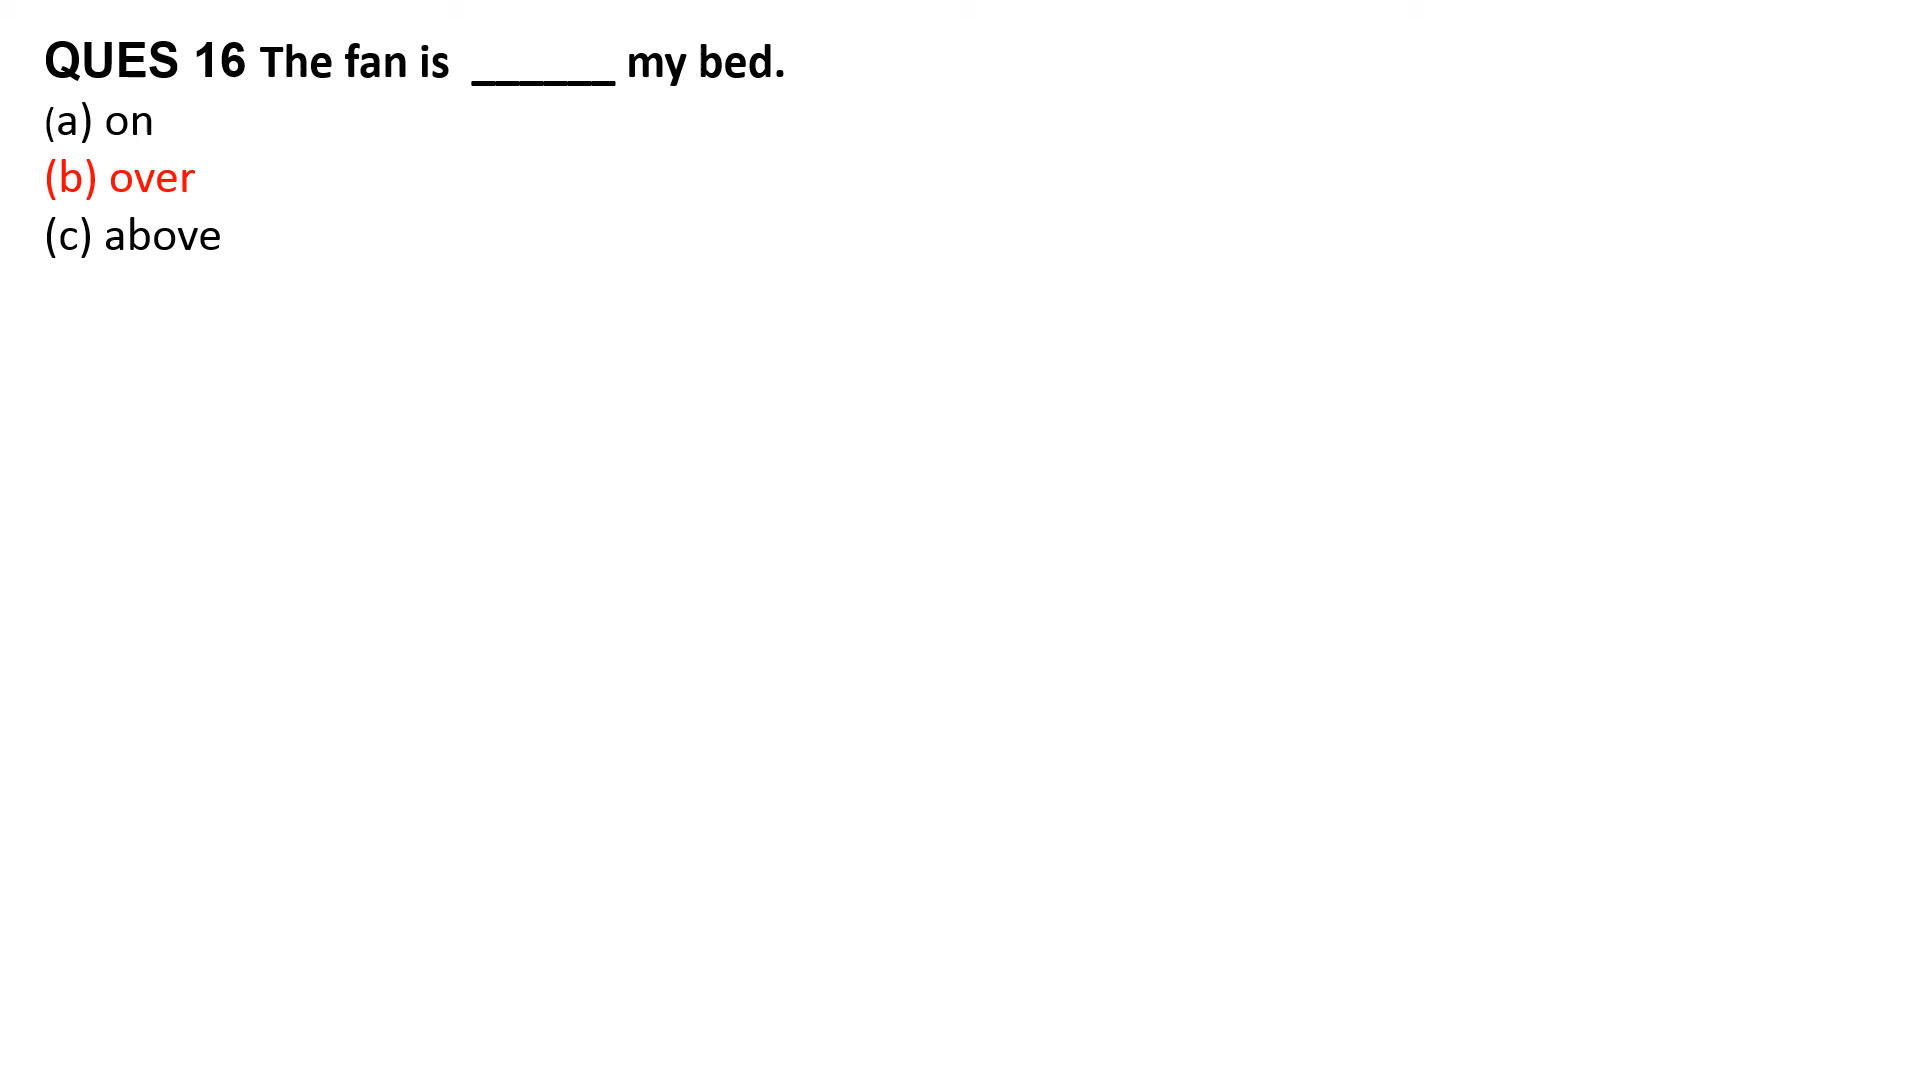 QUES 16 The fan is ______ my bed.
(a) on
(b) over
(c) above